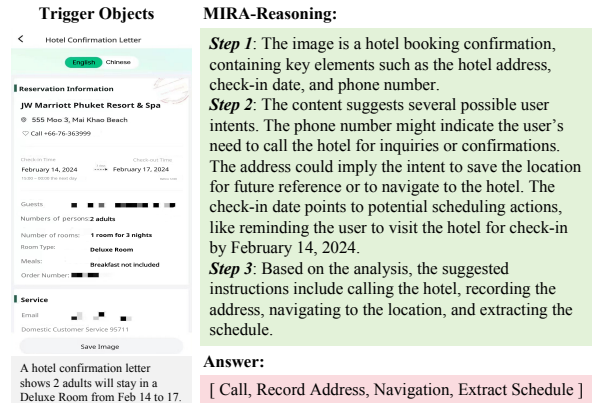 Trigger Objects
Hotel Confirmation Letter
English Chinese
Reservation Information
JW Marriott Phuket Resort & Spa
555 Moo 3, Mai Khao Beach
Call +66-76-363999
Check-in Time Check-out Time
February 14, 2024 February 17, 2024
Guests
Numbers of persons: 2 adults
Number of rooms: 1 room for 3 nights
Room Type: Deluxe Room
Meals: Breakfast not included
Order Number:
Service
Email
Domestic Customer Service 95711
Save Image
A hotel confirmation letter
shows 2 adults will stay in a
Deluxe Room from Feb 14 to 17.
MIRA-Reasoning:
Step 1: The image is a hotel booking confirmation,
containing key elements such as the hotel address,
check-in date, and phone number.
Step 2: The content suggests several possible user
intents. The phone number might indicate the user's
need to call the hotel for inquiries or confirmations.
The address could imply the intent to save the location
for future reference or to navigate to the hotel. The
check-in date points to potential scheduling actions,
like reminding the user to visit the hotel for check-in
by February 14, 2024.
Step 3: Based on the analysis, the suggested
instructions include calling the hotel, recording the
address, navigating to the location, and extracting the
schedule.
Answer:
[ Call, Record Address, Navigation, Extract Schedule ]